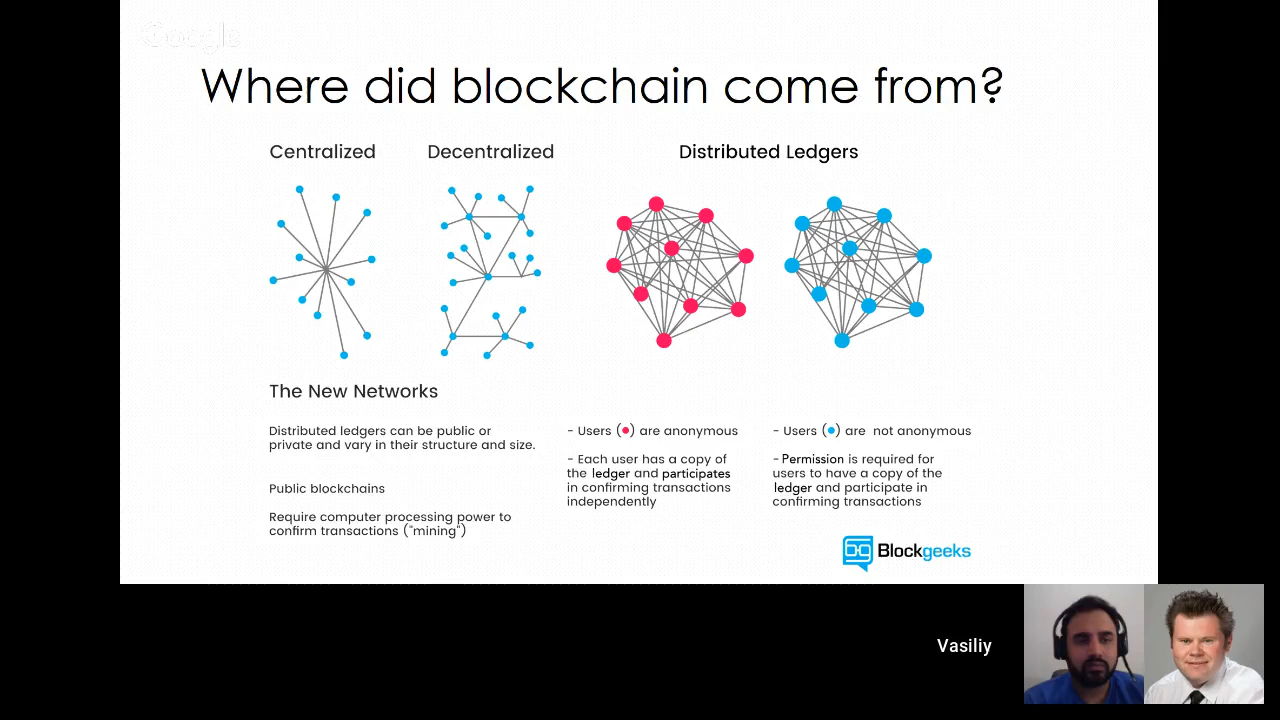 Google
Where did blockchain come from?
Centralized
Decentralized
Distributed Ledgers
The New Networks
Distributed ledgers can be public or
private and vary in their structure and size.
Public blockchains
Require computer processing power to
confirm transactions ("mining")
- Users (●) are anonymous
- Each user has a copy of
the ledger and participates
in confirming transactions
independently
- Users (●) are not anonymous
- Permission is required for
users to have a copy of the
ledger and participate in
confirming transactions
Blockgeeks
Vasiliy